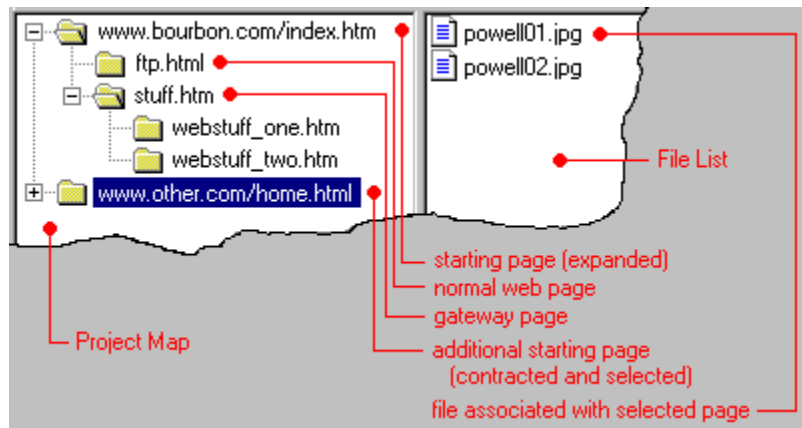 www.bourbon.com/index.htm
ftp.html
stuff.htm
webstuff_one.htm
webstuff_two.htm
www.other.com/home.html
powell01.jpg
powell02.jpg
File List
starting page (expanded)
normal web page
gateway page
Project Map
additional starting page
(contracted and selected)
file associated with selected page